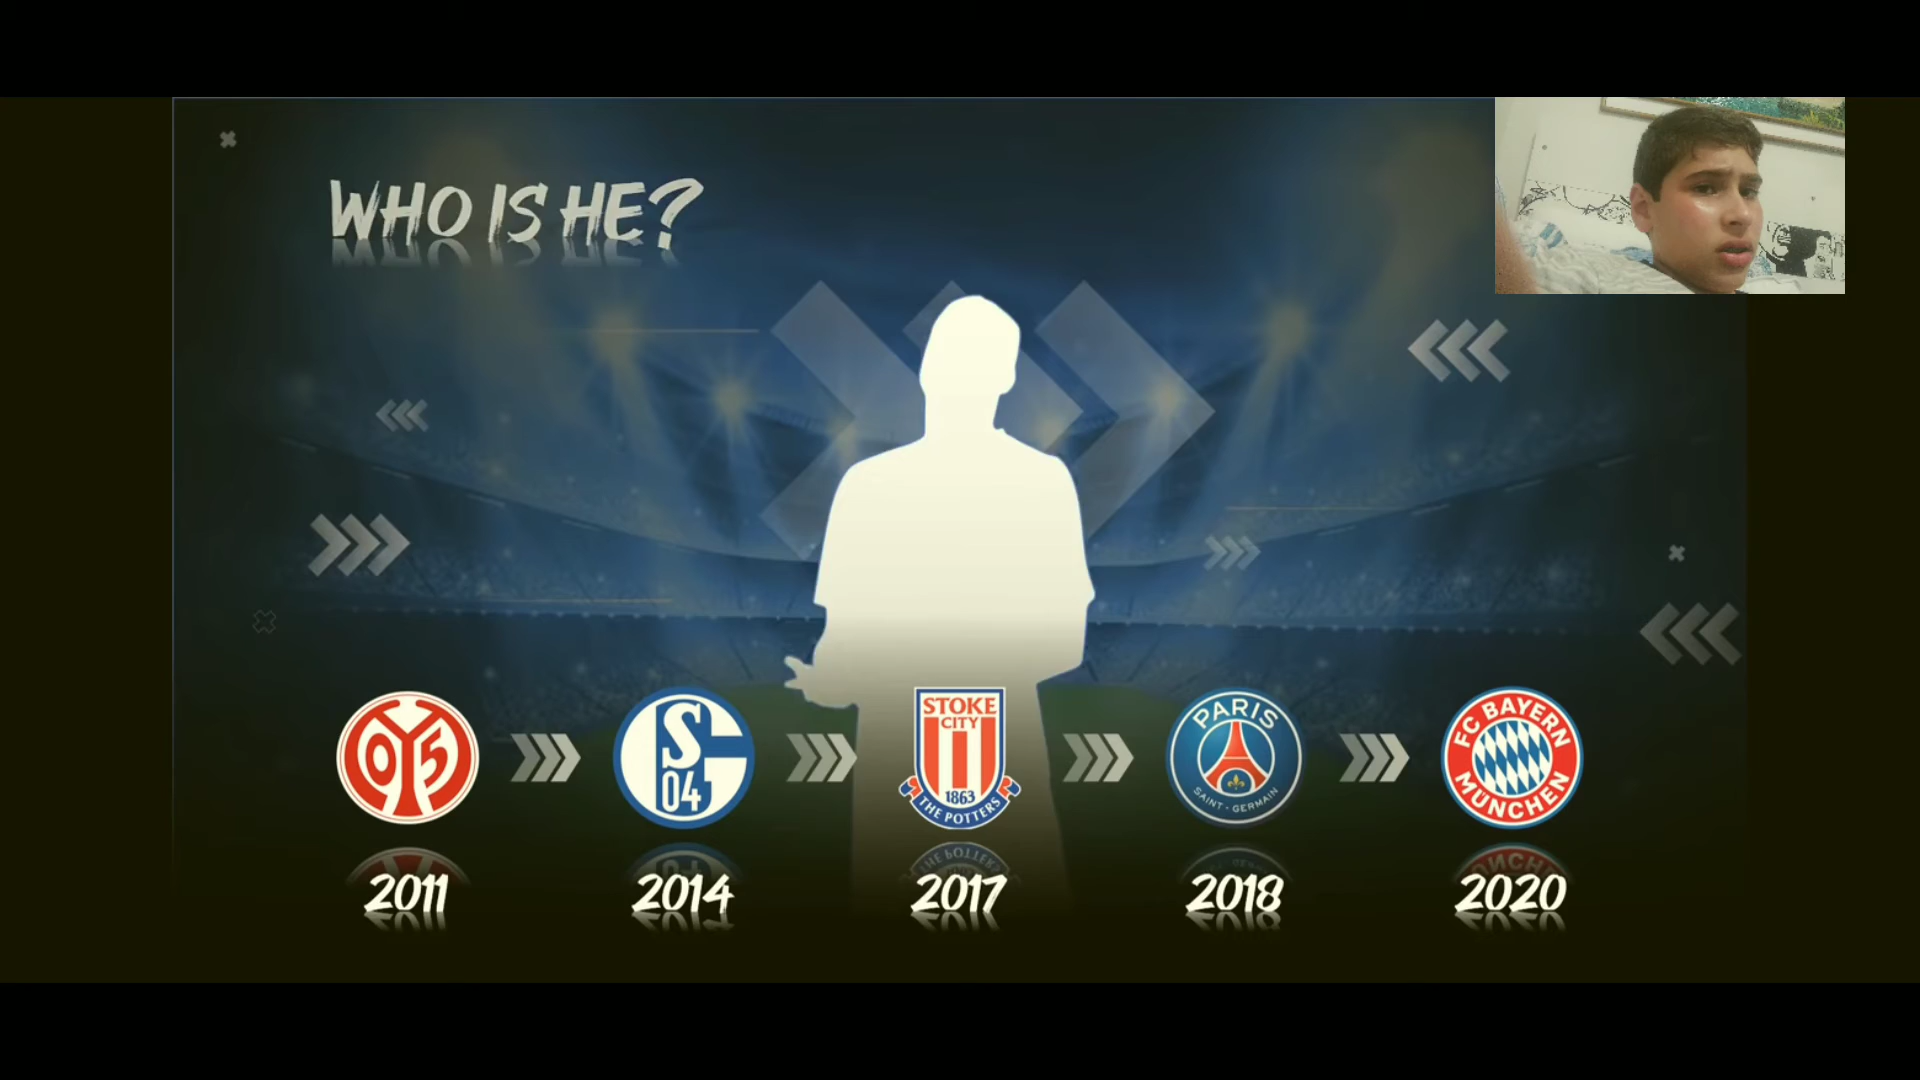 WHO IS HE?
05
S
04
STOKE
CITY
1863
THE POTTERS
PARIS
SAINT-GERMAIN
FC BAYERN
MÜNCHEN
2011
2014
2017
2018
2020